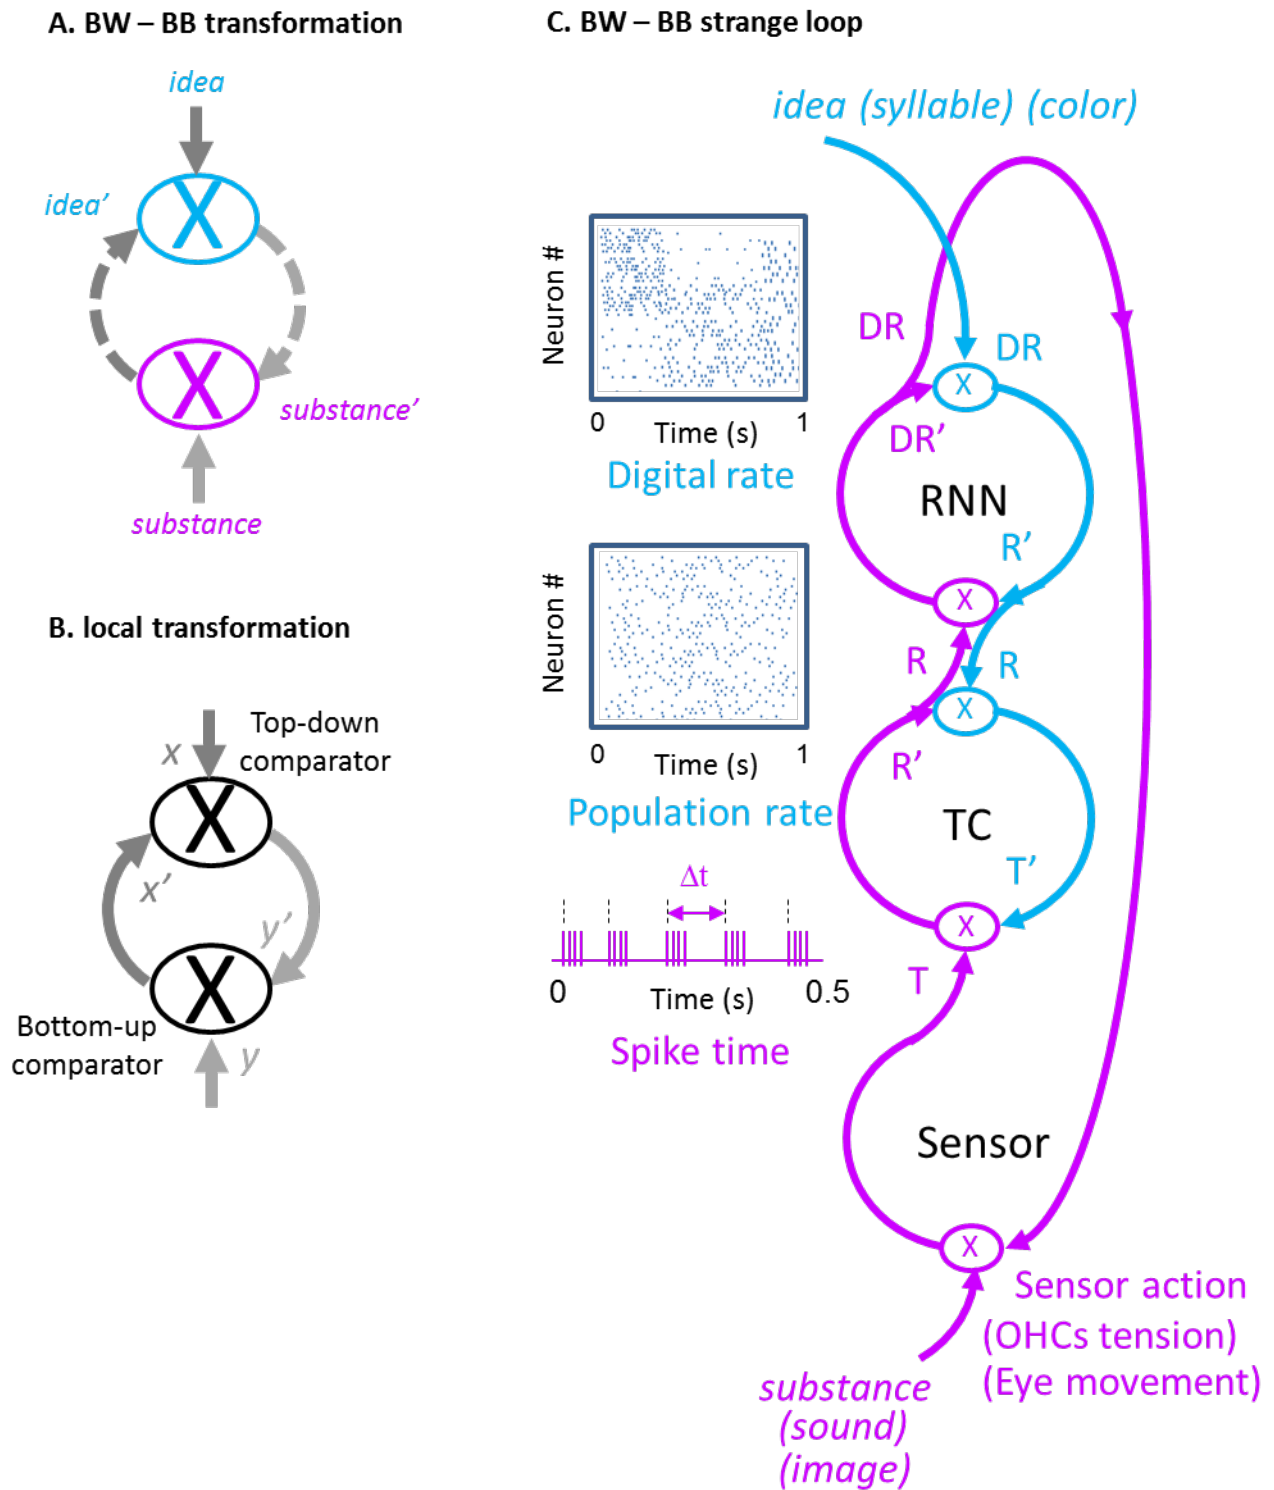 A. BW – BB transformation
idea
X
idea’
X
substance’
substance
B. local transformation
Top-down
comparator
x
X
x’
y’
X
Bottom-up
comparator
y
C. BW – BB strange loop
idea (syllable) (color)
Neuron #
0
1
Time (s)
Digital rate
Neuron #
0
1
Time (s)
Population rate
Δt
0
Time (s)
0.5
Spike time
DR
DR
X
DR’
RNN
R’
X
R
R
X
R’
TC
T’
X
T
Sensor
X
Sensor action
(OHCs tension)
(Eye movement)
substance
(sound)
(image)